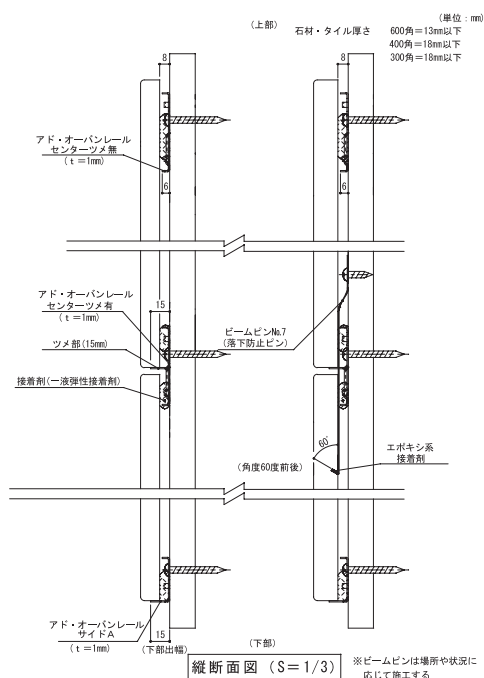 (単位：mm)
(上部)
石材・タイル厚さ
600角＝13mm以下
400角＝18mm以下
300角＝18mm以下
8
8
アド・オーバンレール
センターツメ無
(ｔ＝1mm)
6
6
アド・オーバンレール
センターツメ有
(ｔ＝1mm)
15
ビームピンNo.7
(落下防止ピン)
ツメ部(15mm)
接着剤(一液弾性接着剤)
60°
エポキシ系
接着剤
(角度60度前後)
アド・オーバンレール
サイドA
(ｔ＝1mm)
15
(下部出幅)
(下部)
縦断面図 (S＝1/3)
※ビームピンは場所や状況に
応じて施工する